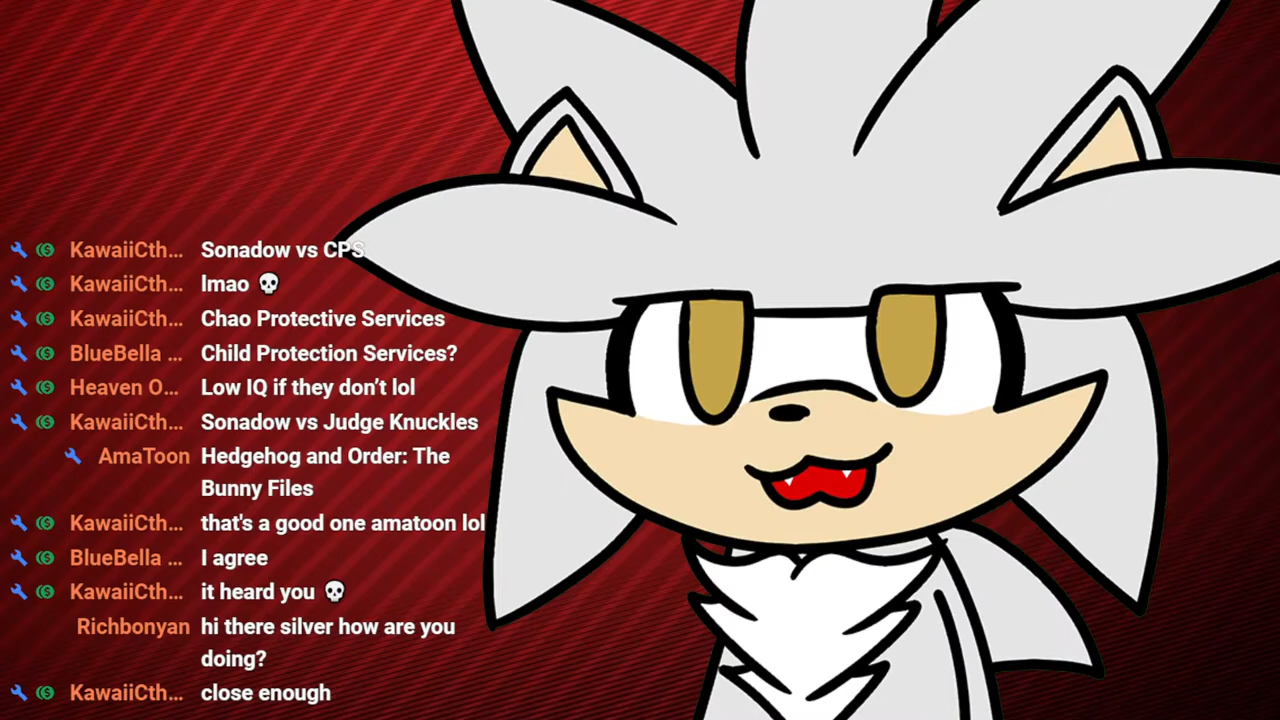 KawaiiCth... Sonadow vs CPS
KawaiiCth... lmao 💀
KawaiiCth... Chao Protective Services
BlueBella ... Child Protection Services?
Heaven O... Low IQ if they don’t lol
KawaiiCth... Sonadow vs Judge Knuckles
AmaToon Hedgehog and Order: The
Bunny Files
KawaiiCth... that's a good one amatoon lol
BlueBella ... I agree
KawaiiCth... it heard you 💀
Richbonyan hi there silver how are you
doing?
KawaiiCth... close enough